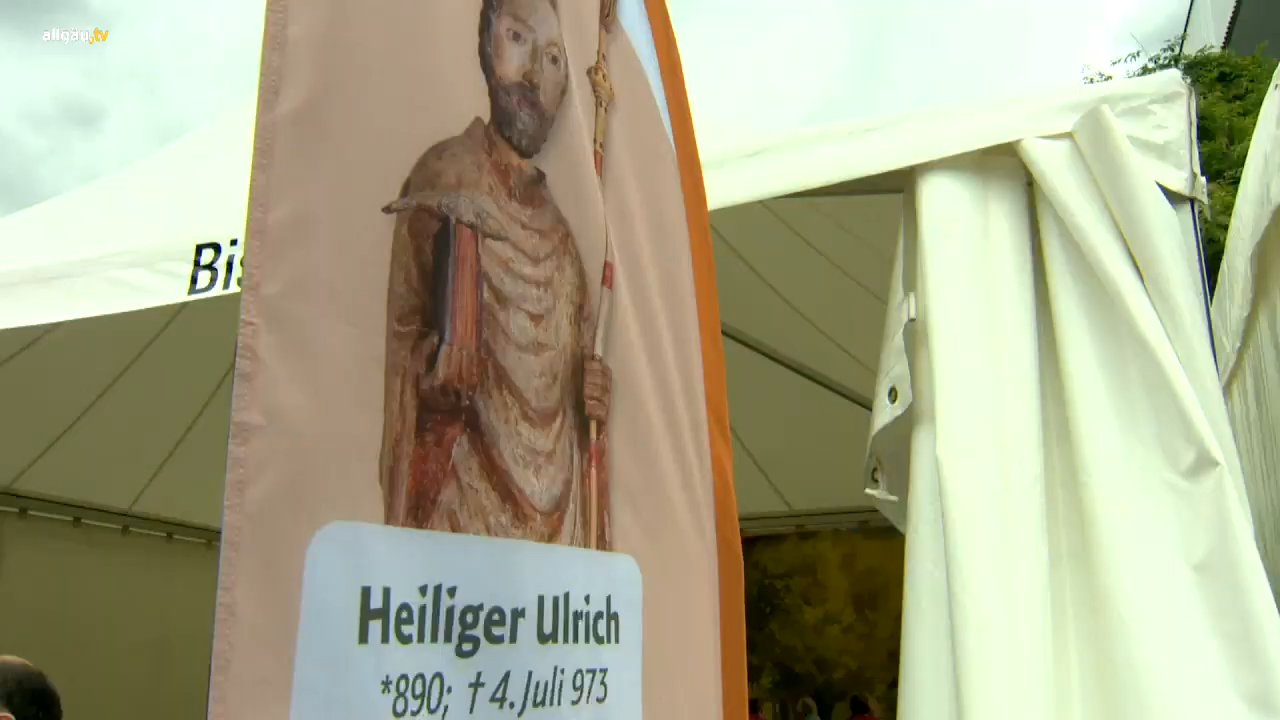 allgäu.tv
Bis
Heiliger Ulrich
*890; † 4. Juli 973